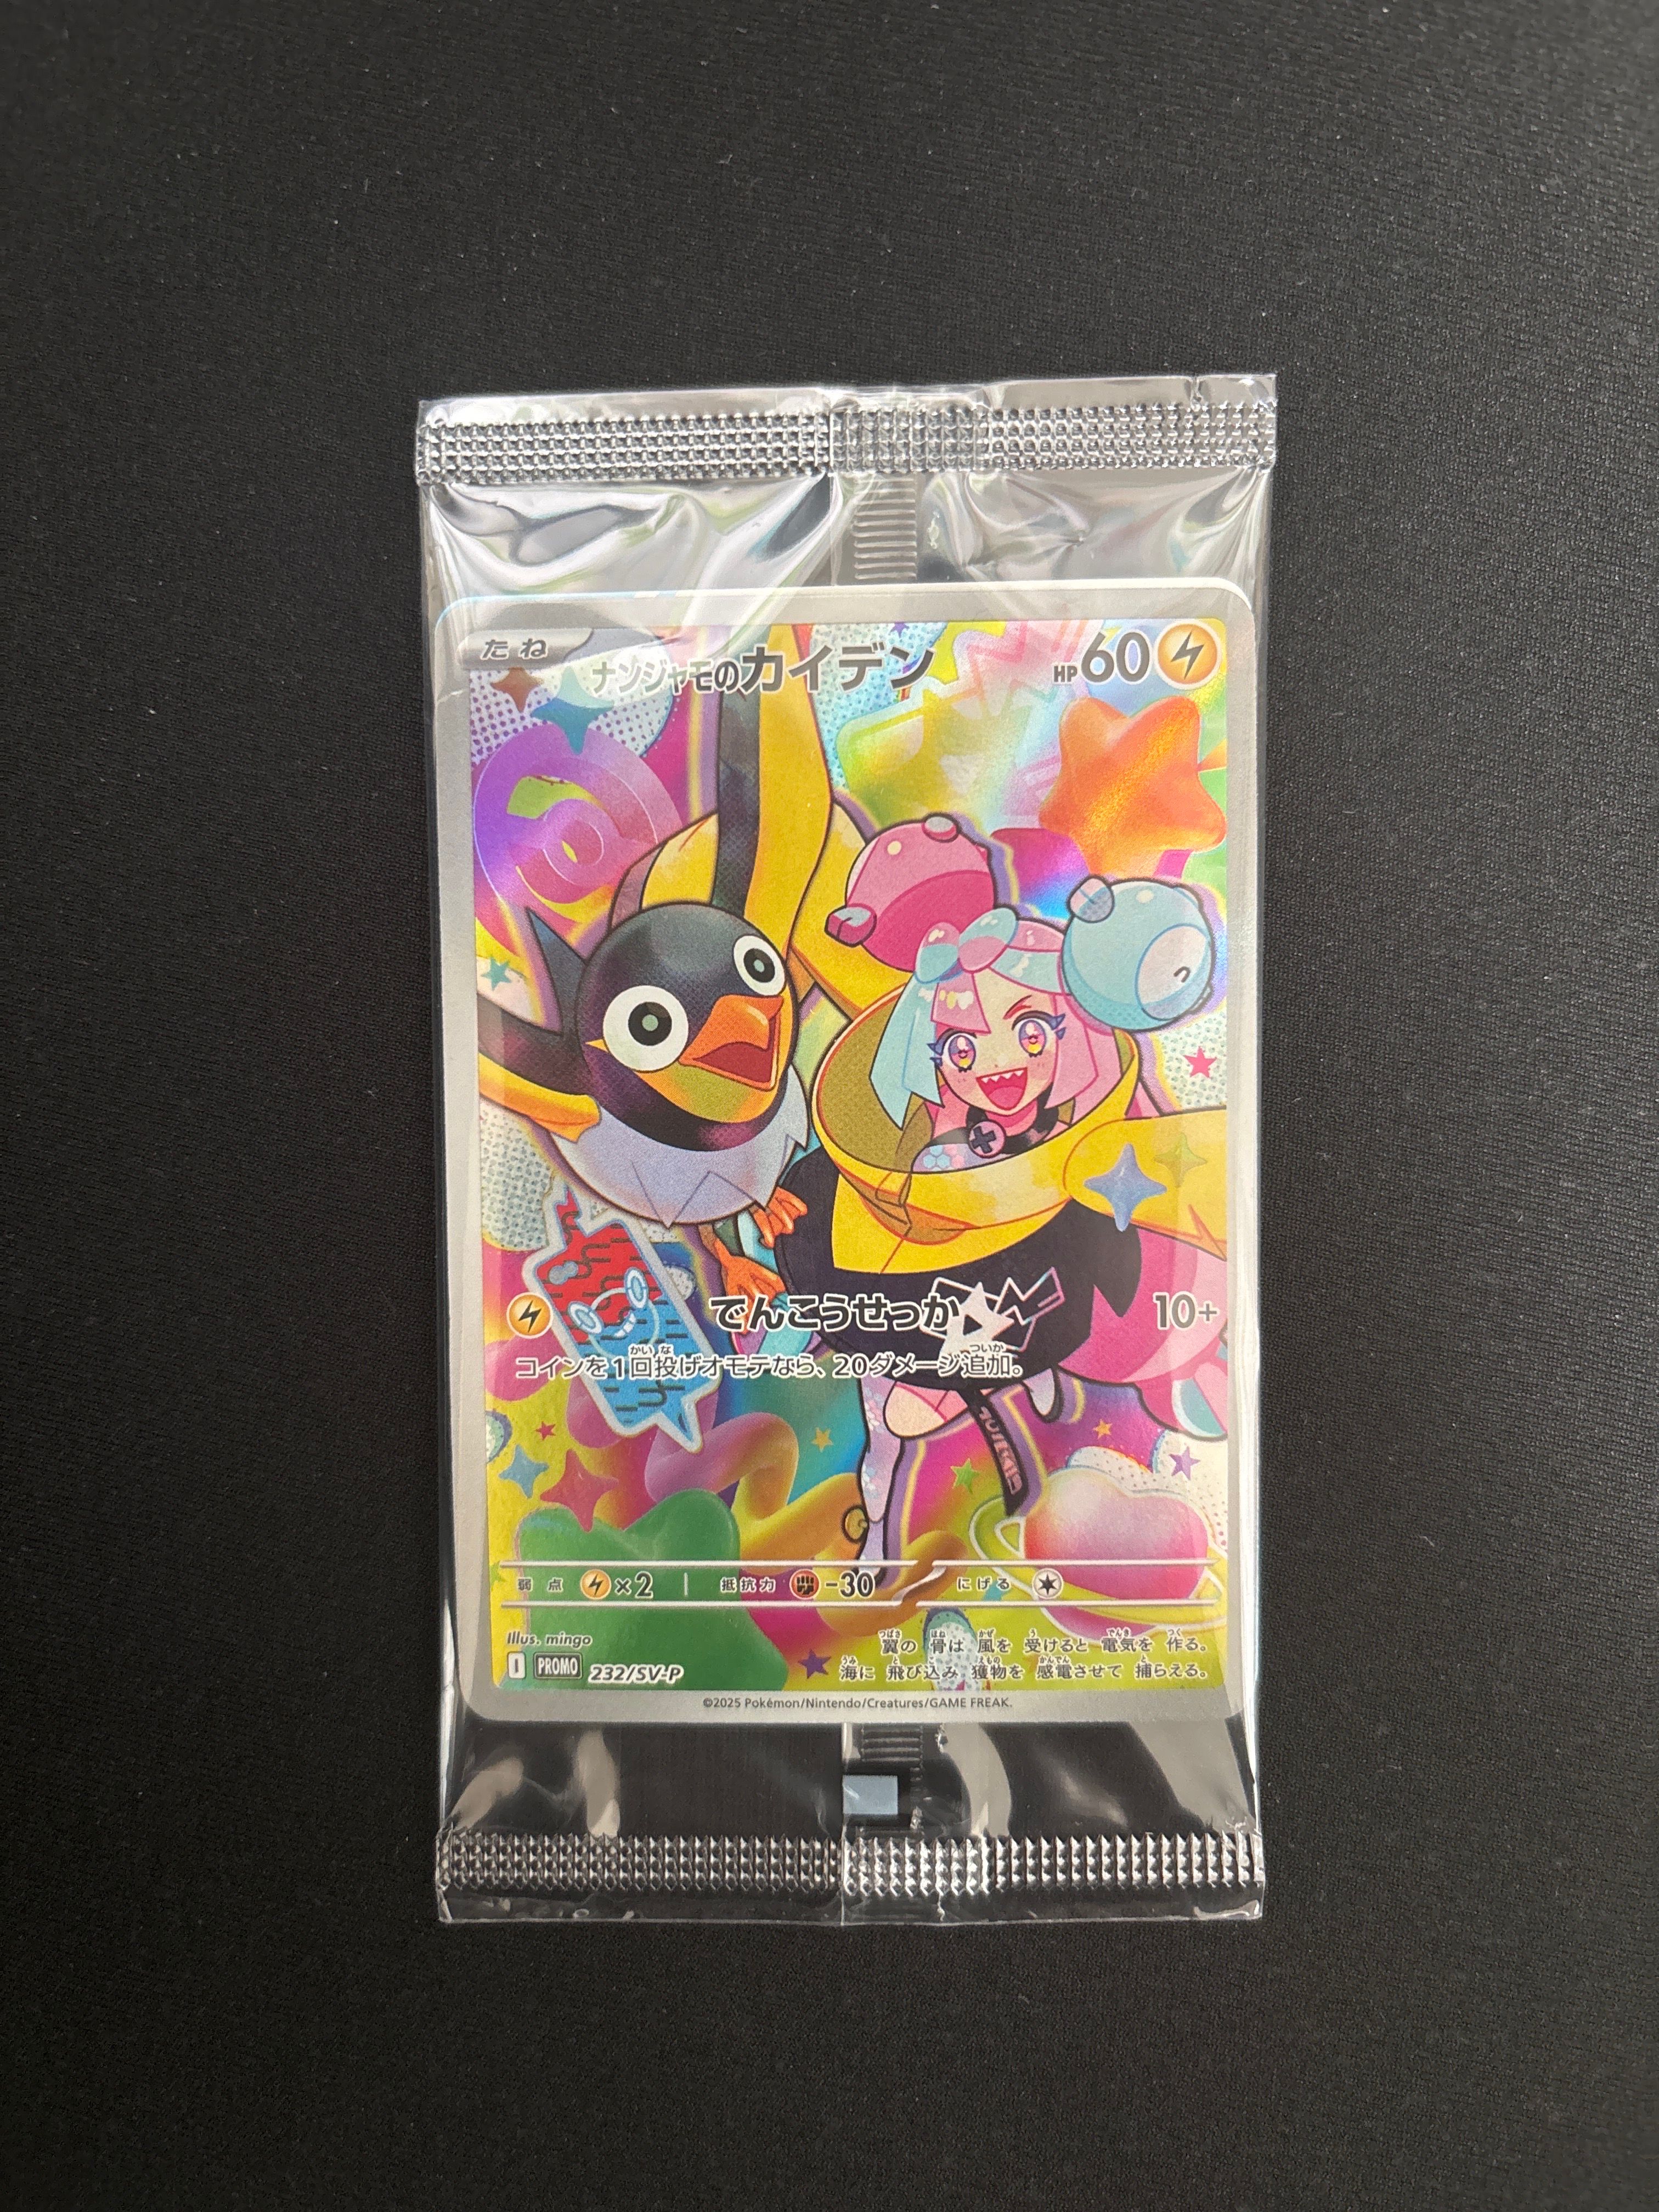 たね
ナンジャモのカイデン
HP60
でんこうせっか 10+
コインを1回投げオモテなら、20ダメージ追加。
弱点 ×2 抵抗力 -30 にげる
Illus. mingo
I PROMO 232/SV-P
翼の骨は 風を 受けると 電気を 作る。
海に 飛び込み 獲物を 感電させて 捕らえる。
©2025 Pokémon/Nintendo/Creatures/GAME FREAK.